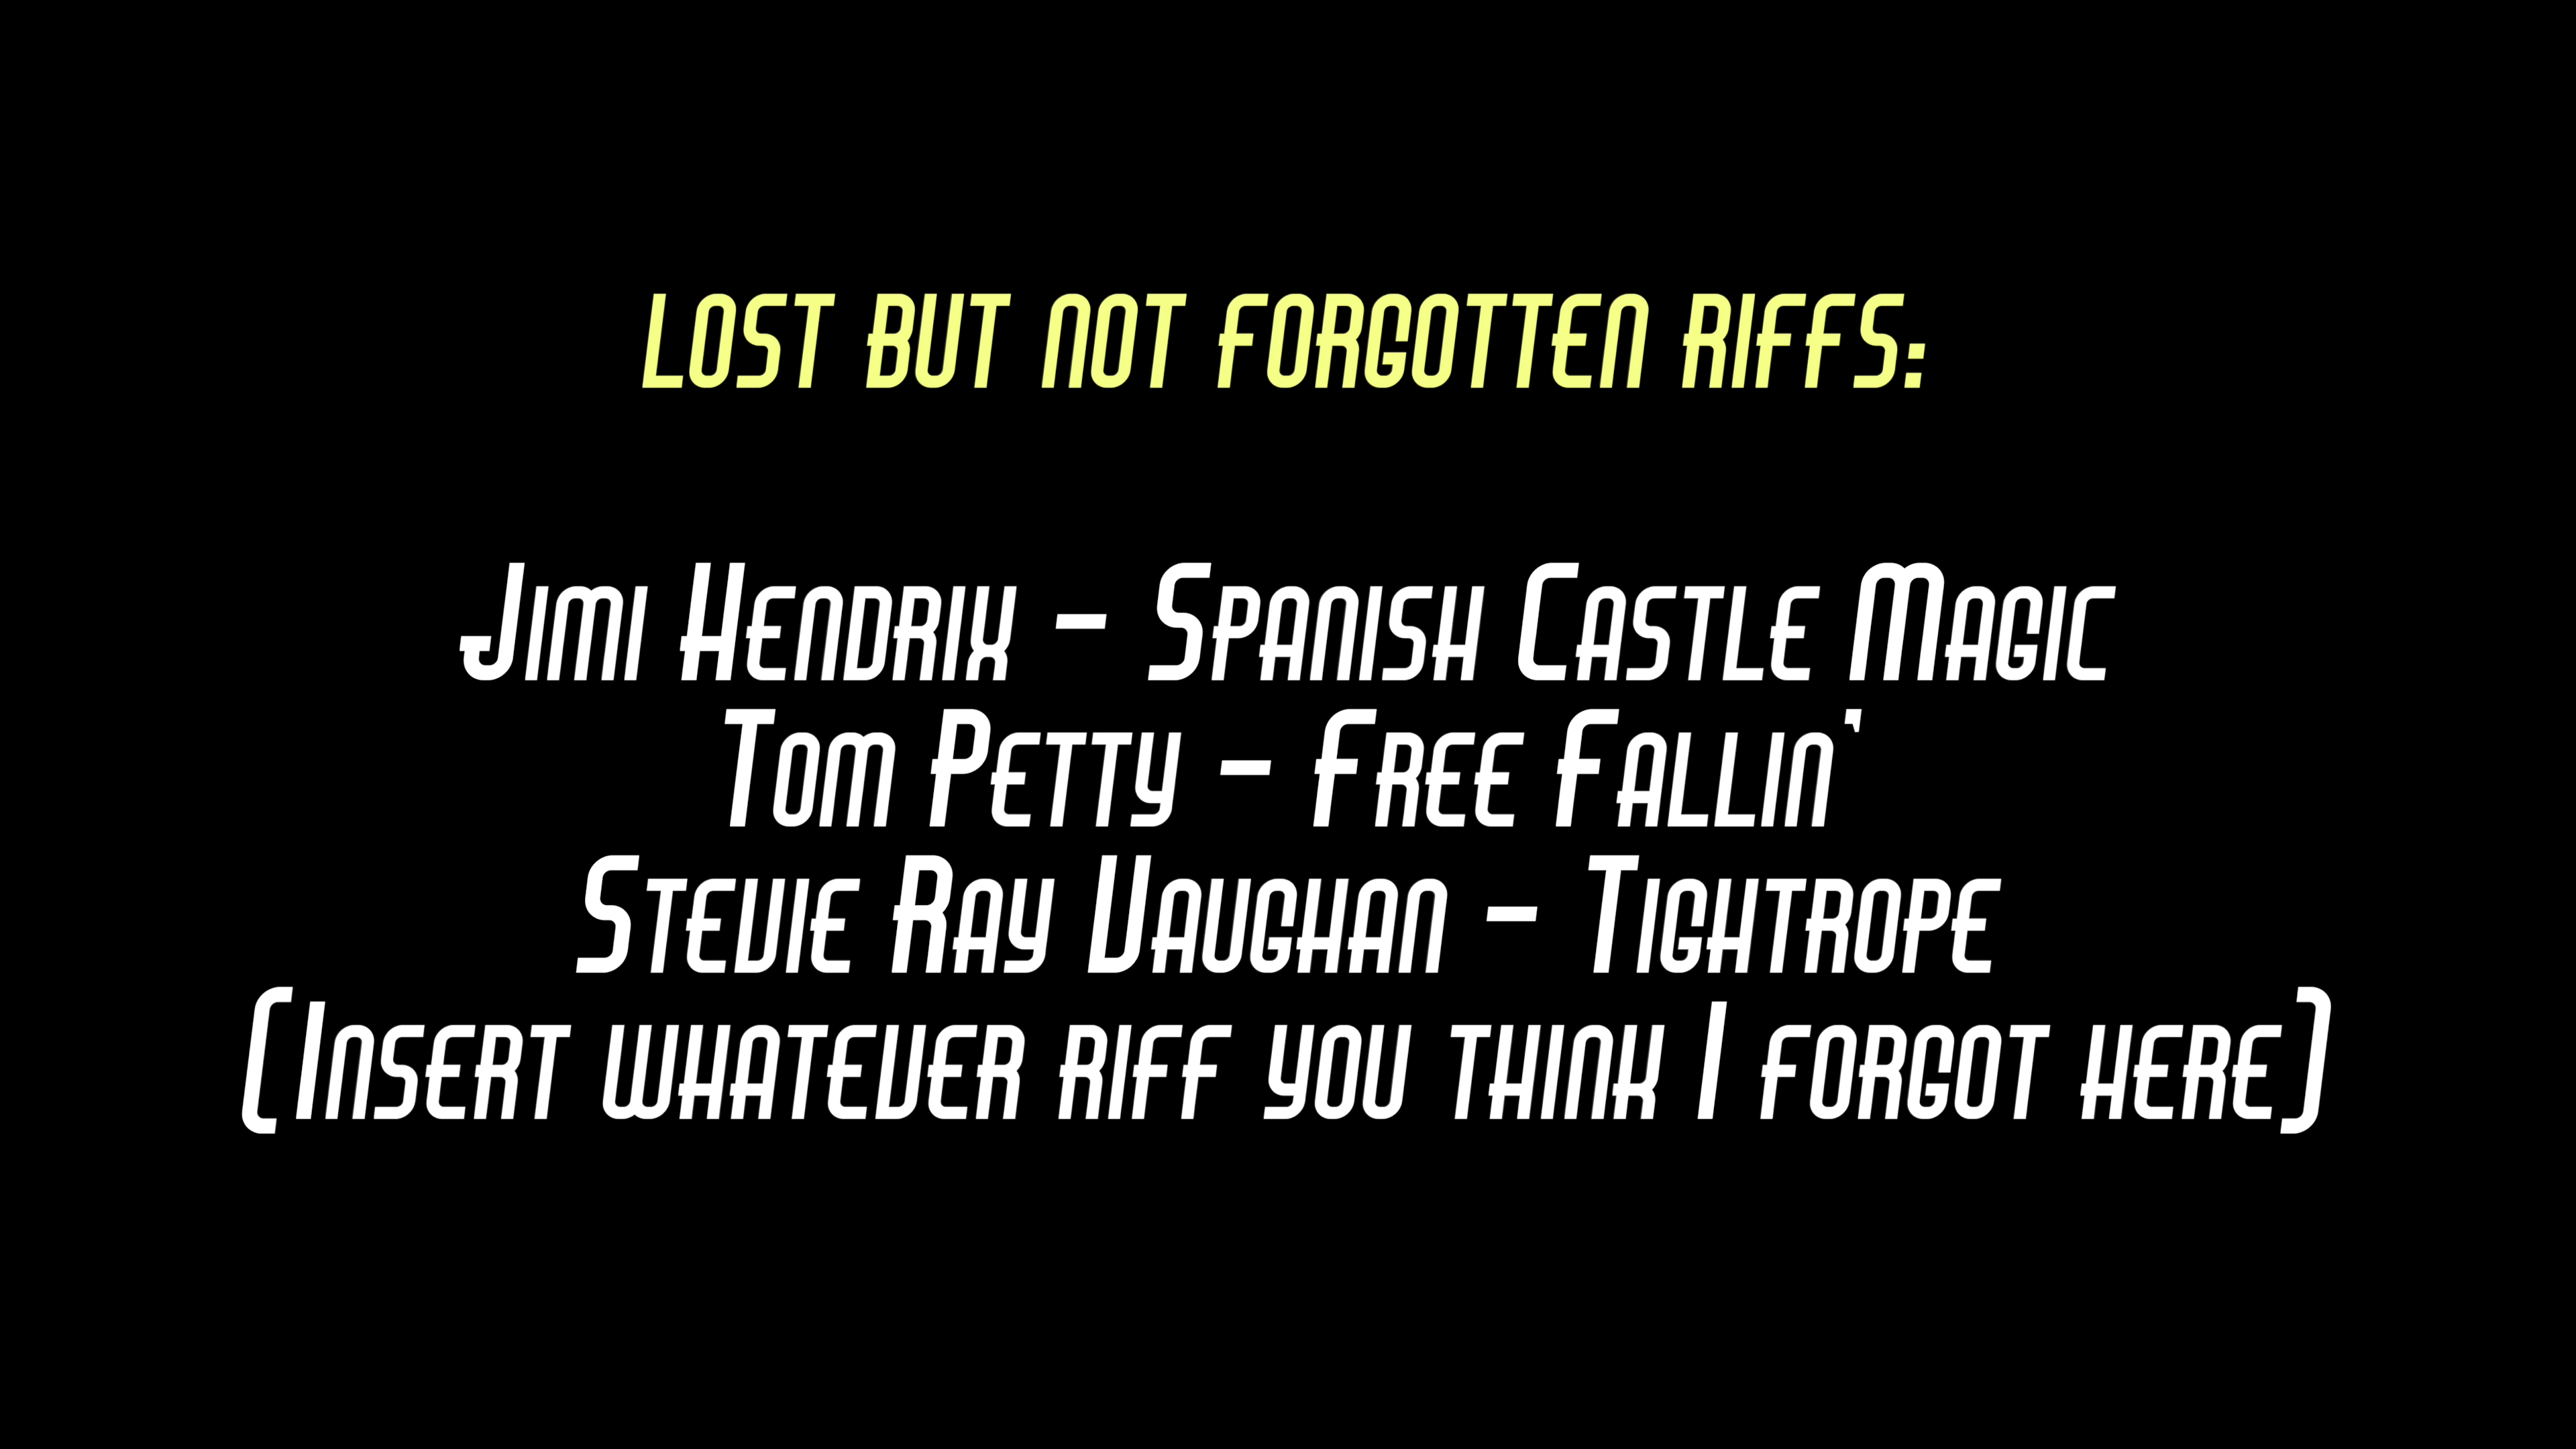 LOST BUT NOT FORGOTTEN RIFFS:
Jimi Hendrix - Spanish Castle Magic
Tom Petty - Free Fallin'
Stevie Ray Vaughan - Tightrope
(Insert whatever riff you think I forgot here)